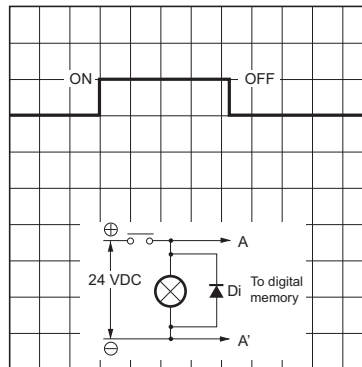 ON OFF
⊕
A
24 VDC
Di
To digital
memory
⊖
A'